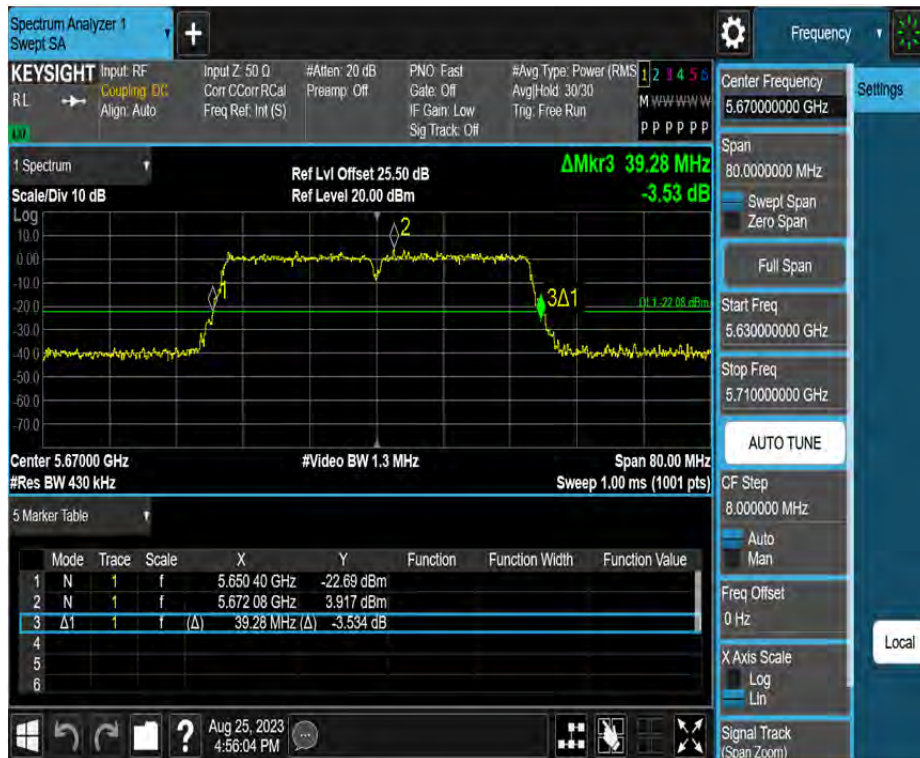 Spectrum Analyzer 1
Swept SA
+
Frequency
KEYSIGHT
RL
Input: RF
Coupling: DC
Align: Auto
Input Z: 50 Ω
Corr CCorr RCal
Freq Ref: Int (S)
#Atten: 20 dB
Preamp: Off
PNO: Fast
Gate: Off
IF Gain: Low
Sig Track: Off
#Avg Type: Power (RMS
Avg|Hold: 30/30
Trig: Free Run
1 2 3 4 5 6
M W W W W W
P P P P P P
1 Spectrum
Scale/Div 10 dB
Ref Lvl Offset 25.50 dB
Ref Level 20.00 dBm
ΔMkr3 39.28 MHz
-3.53 dB
Log
10.0
0.00
-10.0
-20.0
-30.0
-40.0
-50.0
-60.0
-70.0
1
2
3Δ1
DL1 -22.08 dBm
Center 5.67000 GHz
#Video BW 1.3 MHz
Span 80.00 MHz
#Res BW 430 kHz
Sweep 1.00 ms (1001 pts)
5 Marker Table
Mode Trace Scale X Y Function Function Width Function Value
1 N 1 f 5.650 40 GHz -22.69 dBm
2 N 1 f 5.672 08 GHz 3.917 dBm
3 Δ1 1 f (Δ) 39.28 MHz (Δ) -3.534 dB
4
5
6
?
Aug 25, 2023
4:56:04 PM
Center Frequency
5.670000000 GHz
Settings
Span
80.0000000 MHz
Swept Span
Zero Span
Full Span
Start Freq
5.630000000 GHz
Stop Freq
5.710000000 GHz
AUTO TUNE
CF Step
8.000000 MHz
Auto
Man
Freq Offset
0 Hz
Local
X Axis Scale
Log
Lin
Signal Track
(Span Zoom)